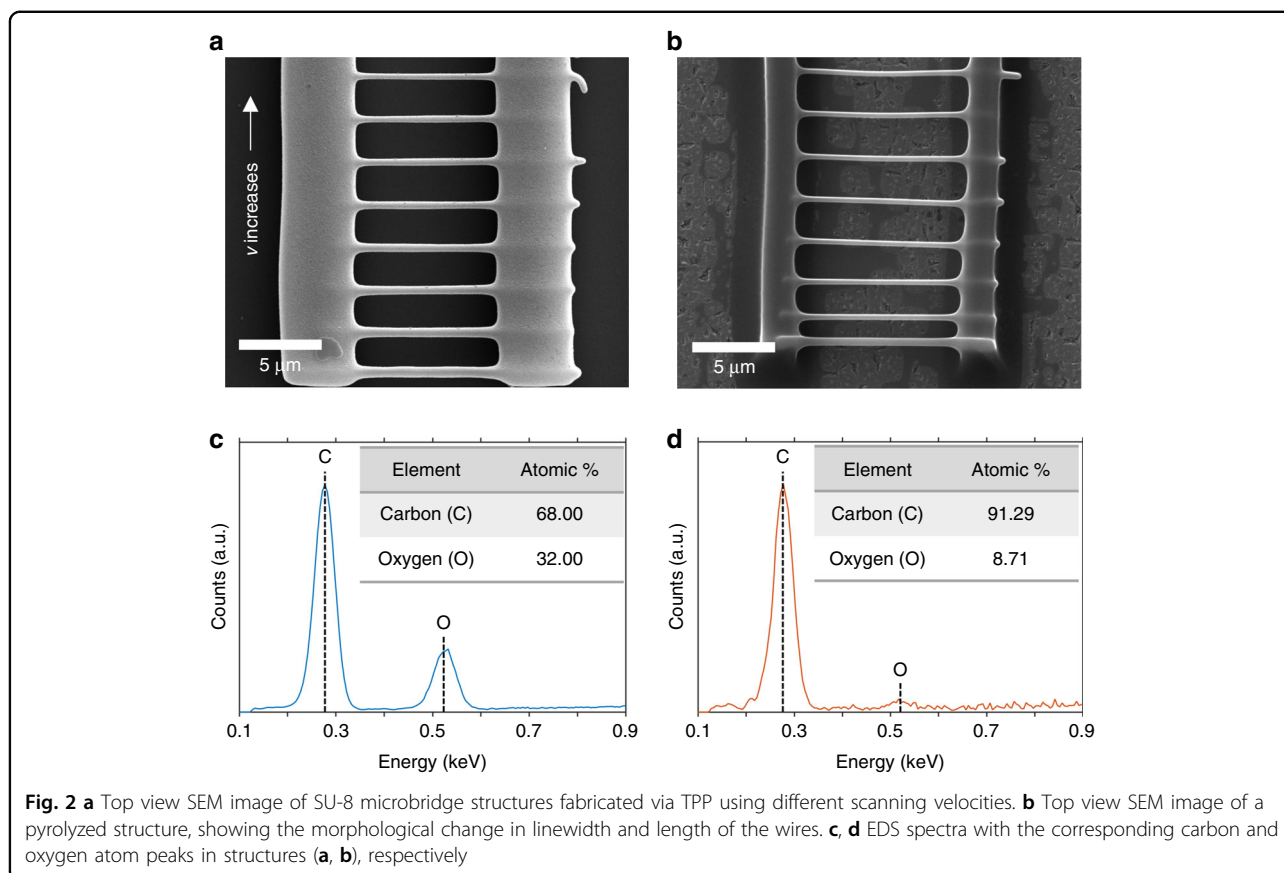 a
b
v increases
5 μm
5 μm
c
d
C
Element Atomic %
Carbon (C) 68.00
Oxygen (O) 32.00
O
Counts (a.u.)
0.1 0.3 0.5 0.7 0.9
Energy (keV)
C
Element Atomic %
Carbon (C) 91.29
Oxygen (O) 8.71
O
Counts (a.u.)
0.1 0.3 0.5 0.7 0.9
Energy (keV)
Fig. 2 a Top view SEM image of SU-8 microbridge structures fabricated via TPP using different scanning velocities. b Top view SEM image of a
pyrolyzed structure, showing the morphological change in linewidth and length of the wires. c, d EDS spectra with the corresponding carbon and
oxygen atom peaks in structures (a, b), respectively